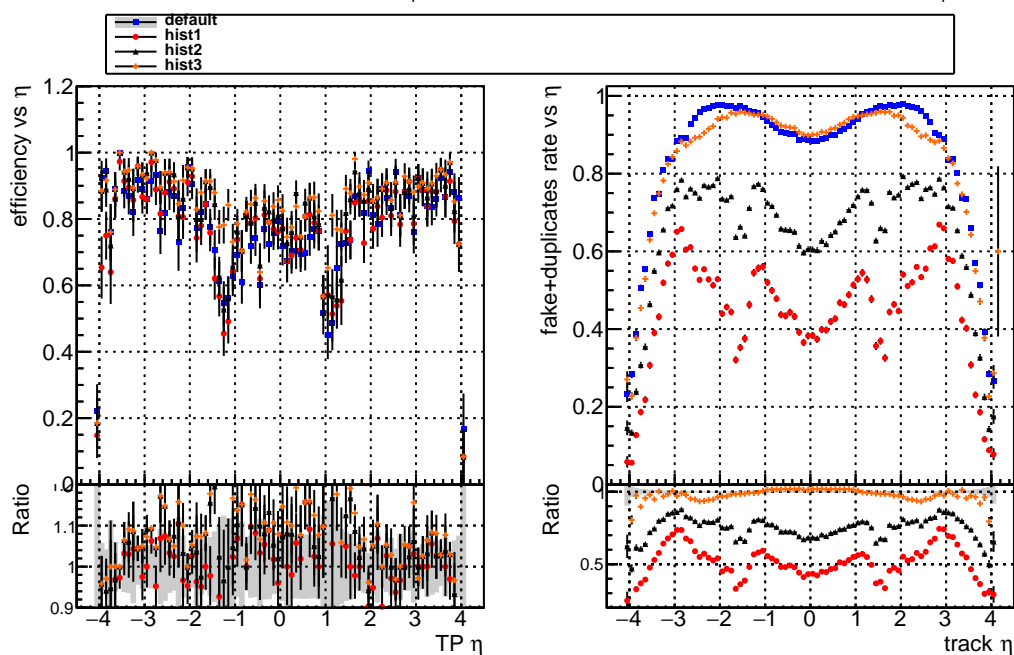 default
hist1
hist2
hist3
efficiency vs η
1.2
1
0.8
0.6
0.4
0.2
0
Ratio
1.1
1
0.9
−4 −3 −2 −1 0 1 2 3 4
TP η
fake+duplicates rate vs η
1
0.8
0.6
0.4
0.2
0
Ratio
0.5
−4 −3 −2 −1 0 1 2 3 4
track η